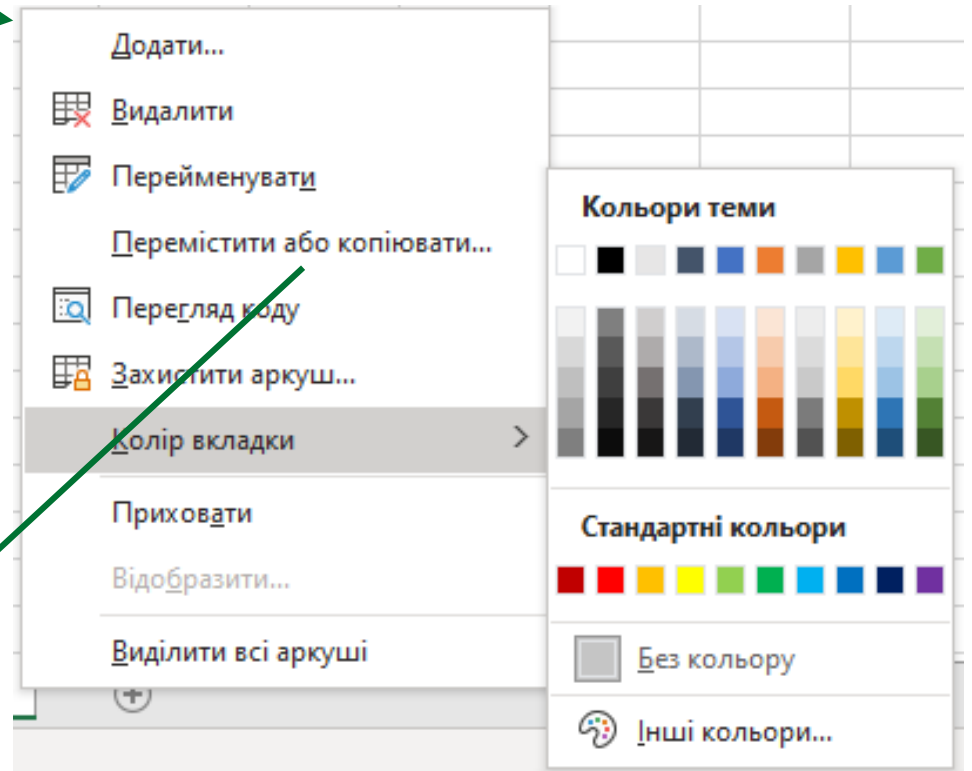 Додати...
Видалити
Перейменувати
Перемістити або копіювати...
Перегляд коду
Захистити аркуш...
Колір вкладки
Приховати
Відобразити...
Виділити всі аркуші
Кольори теми
Стандартні кольори
Без кольору
Інші кольори...